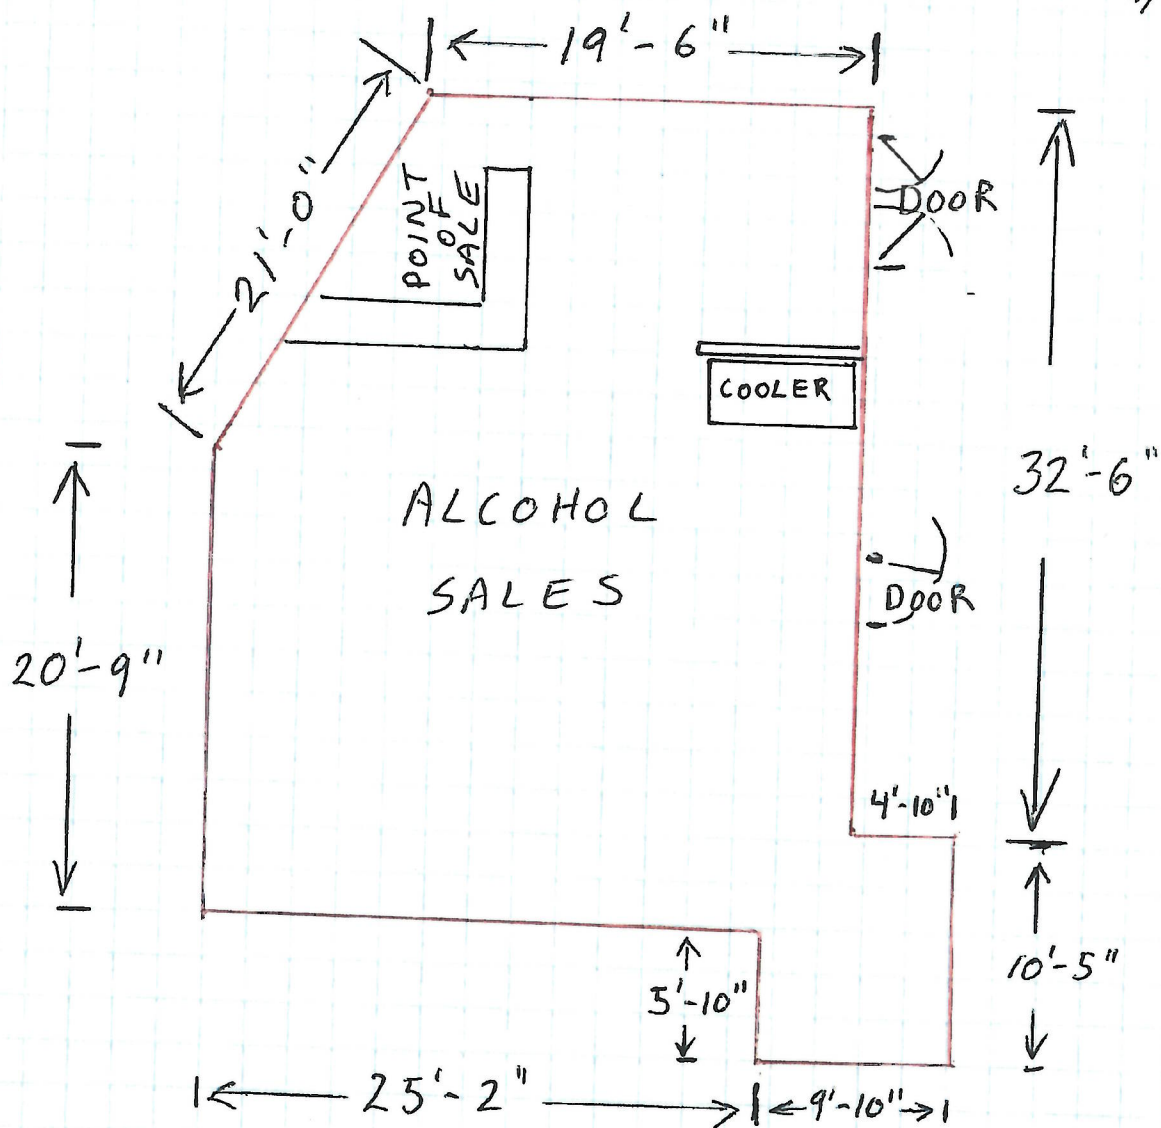 19'-6"
21'-0"
POINT
OF
SALE
DOOR
COOLER
32'-6"
ALCOHOL
SALES
DOOR
20'-9"
4'-10"
10'-5"
5'-10"
25'-2"
9'-10"